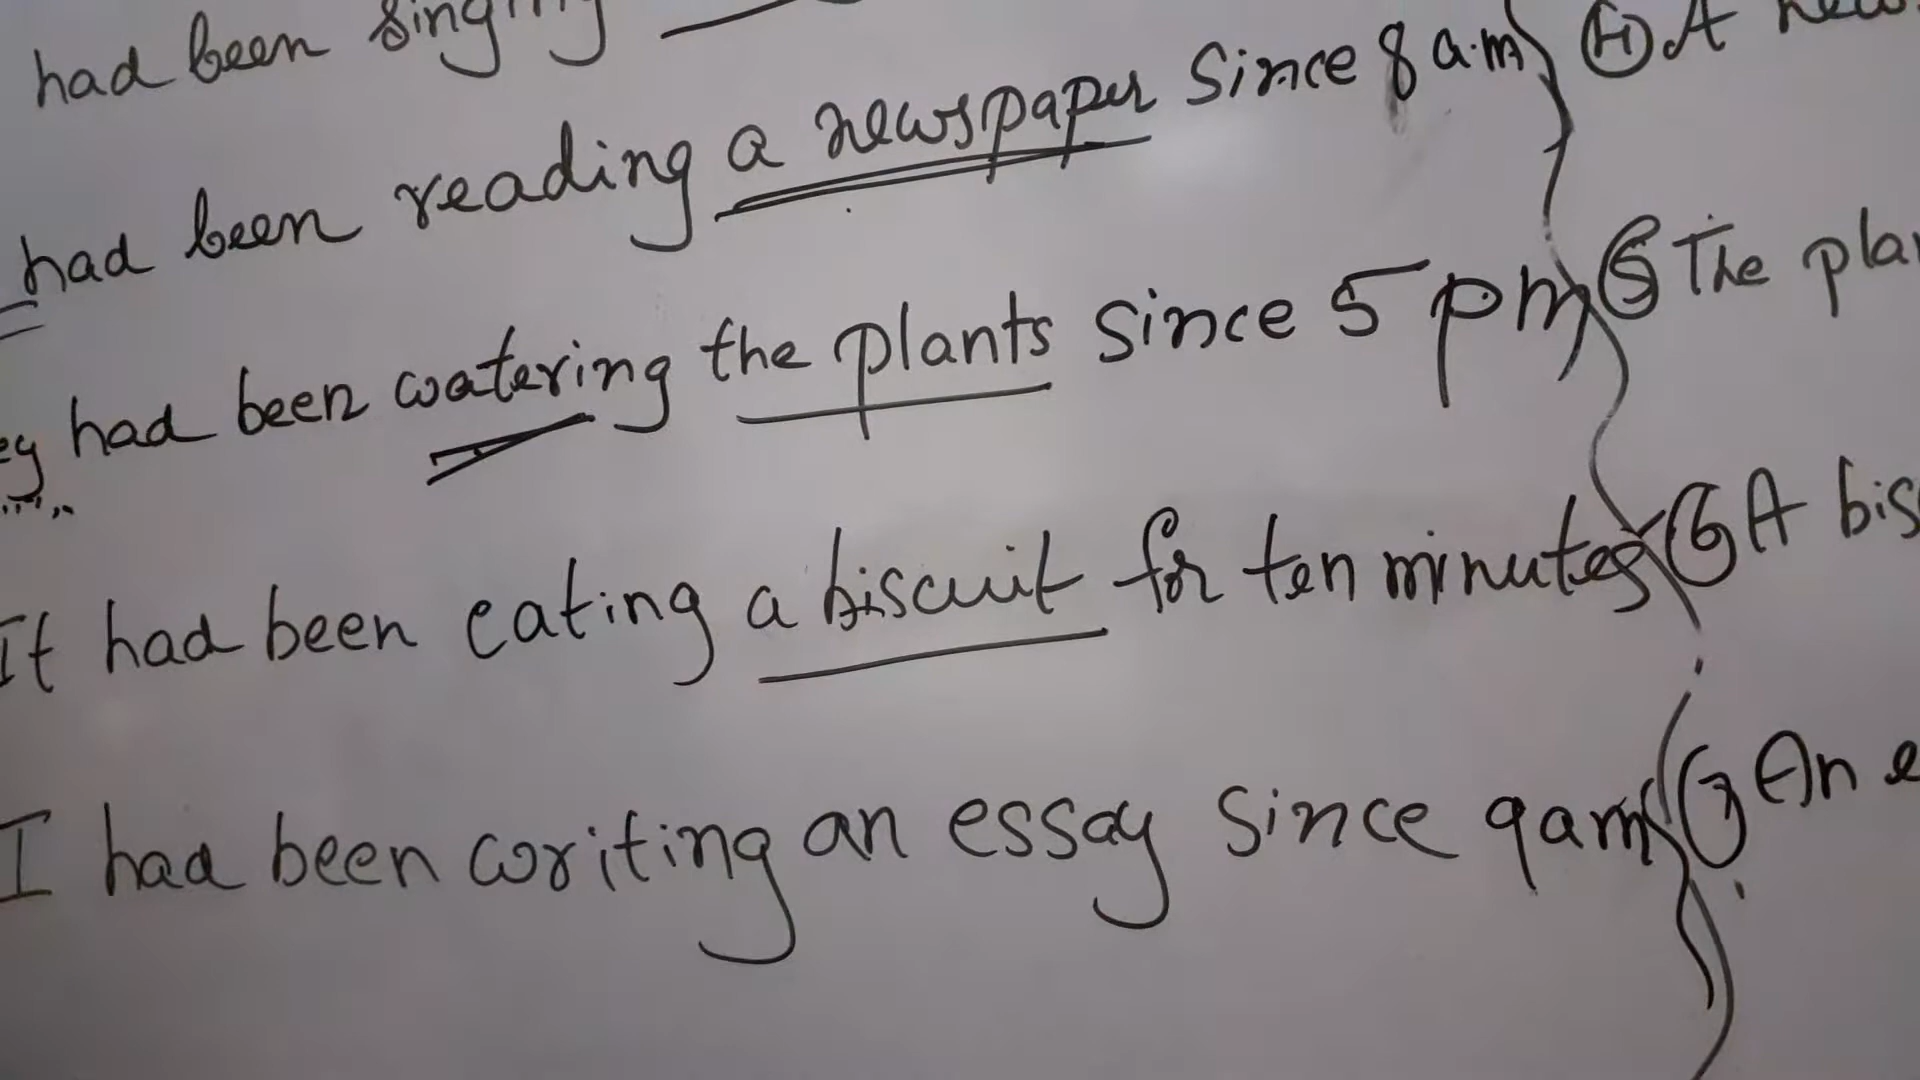 had been singing
had been reading a newspaper since 8 a.m ④ A
had been watering the plants since 5 pm ⑤ The
It had been eating a biscuit for ten minutes ⑥ A
I had been writing an essay since 9am ⑦ An